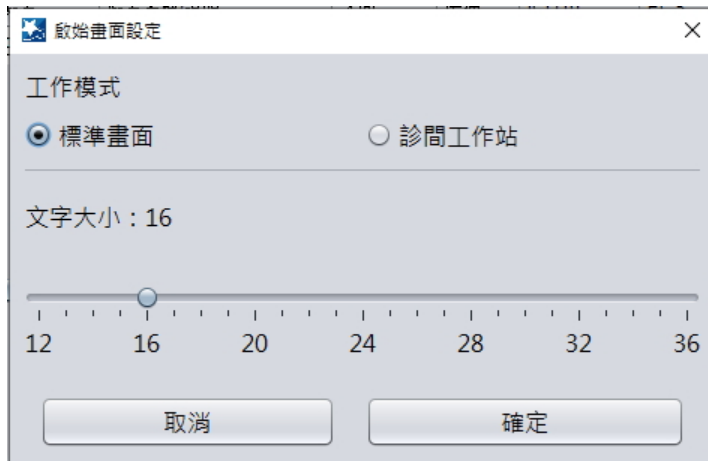 啟始畫面設定
工作模式
標準畫面 診間工作站
文字大小：16
12 16 20 24 28 32 36
取消 確定